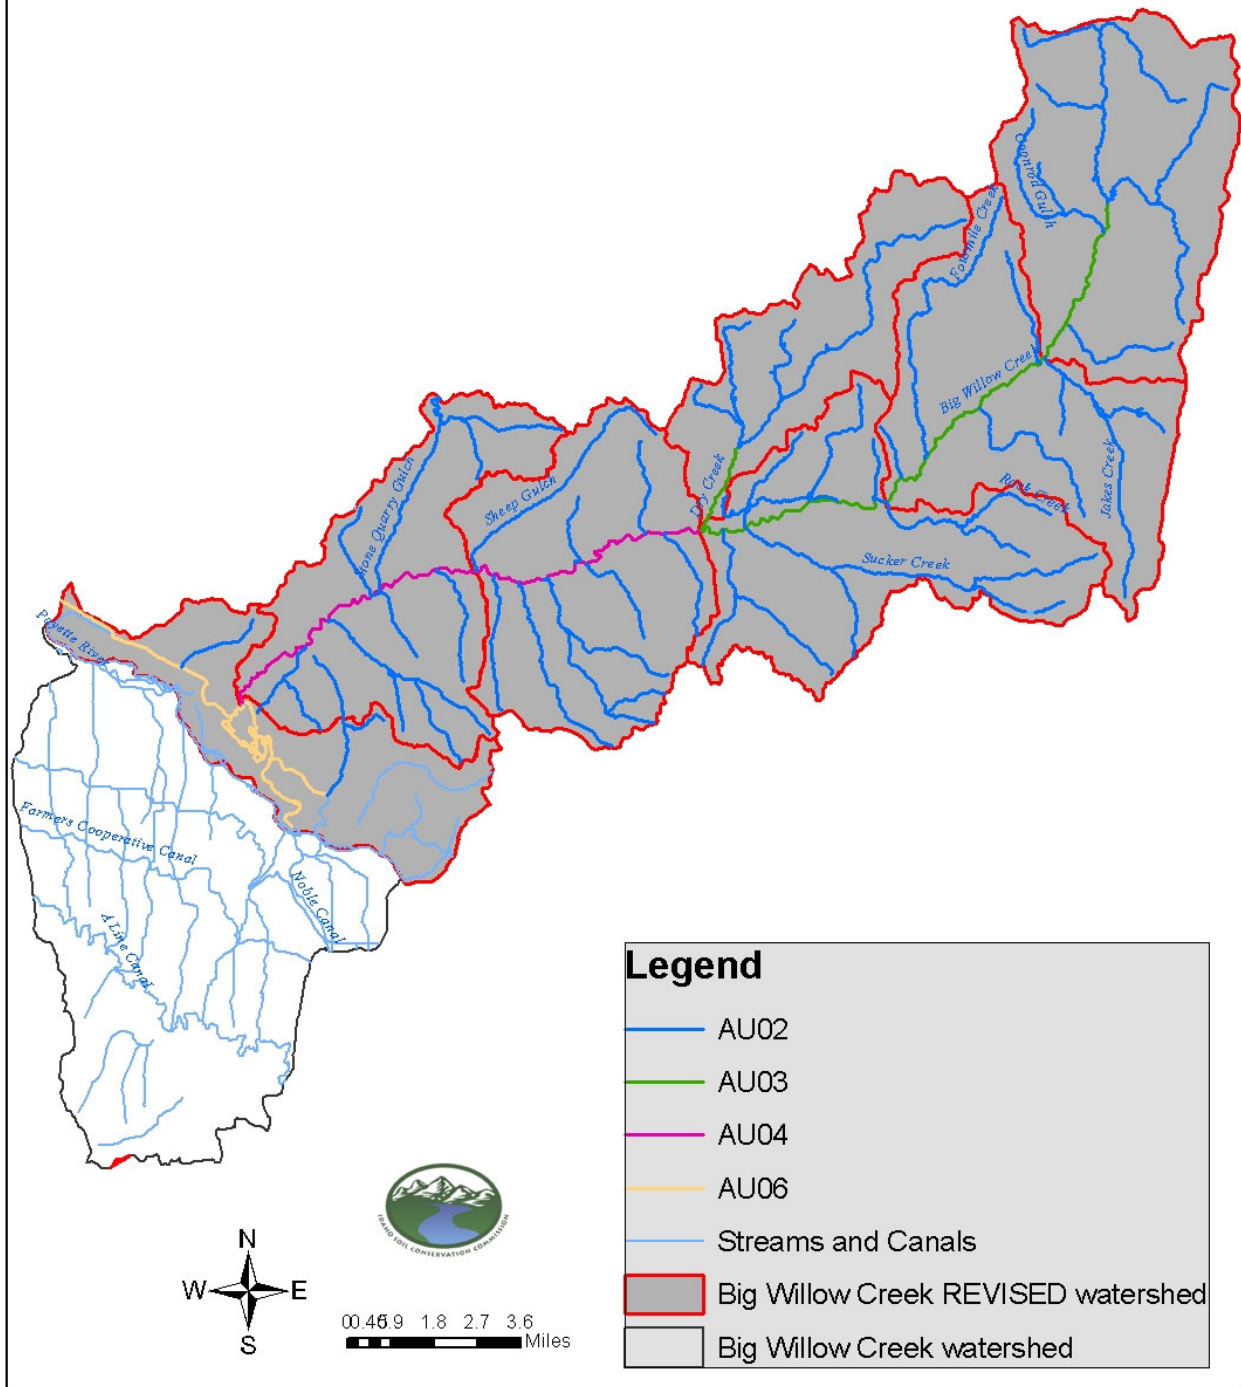 Coonrod Gulch
Fourmile Creek
Big Willow Creek
Dry Creek
Rock Creek
Jakes Creek
Stone Quarry Gulch
Sheep Gulch
Sucker Creek
Payette River
Farmers Cooperative Canal
Noble Canal
A Line Canal
Legend
AU02
AU03
AU04
AU06
Streams and Canals
Big Willow Creek REVISED watershed
Big Willow Creek watershed
IDAHO SOIL CONSERVATION COMMISSION
N
W E
S
0 0.45 0.9 1.8 2.7 3.6
Miles